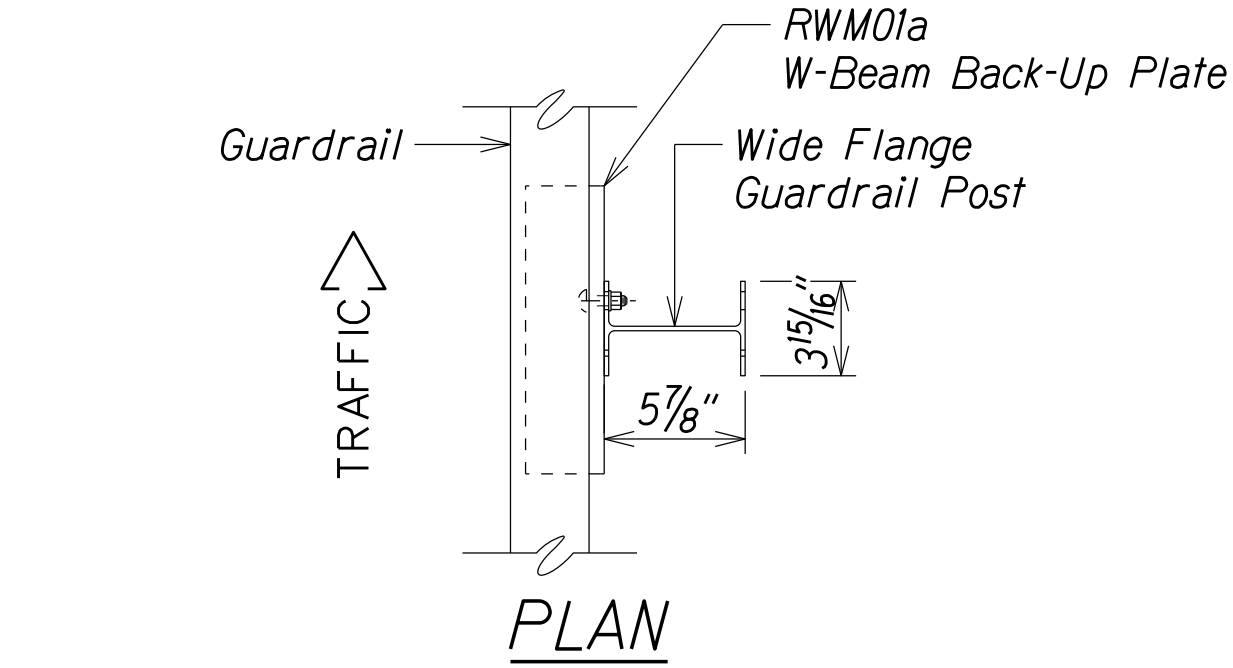 RWM01a
W-Beam Back-Up Plate
Guardrail
Wide Flange
Guardrail Post
TRAFFIC
3 15/16"
5 7/8"
PLAN